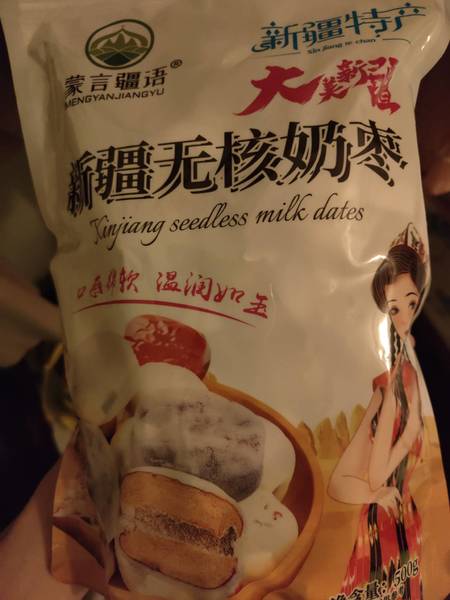 蒙言疆语®
MENGYANJIANGYU
新疆特产
Xin jiang te chan
大美新疆
新疆无核奶枣
Xinjiang seedless milk dates
口感绵软 温润如玉
净含量：500g